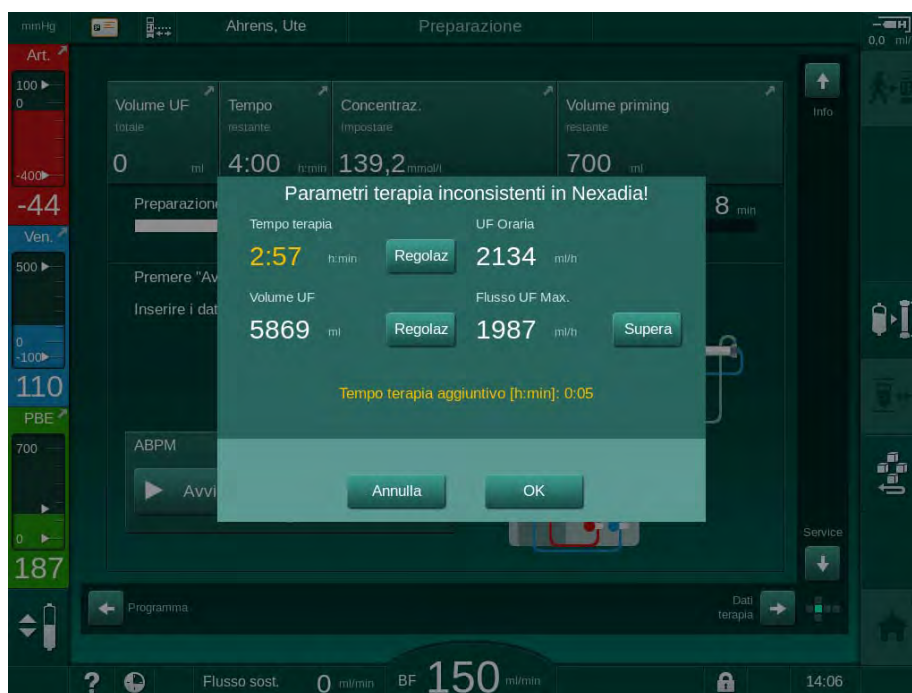 mmHg
Ahrens, Ute
Preparazione
0,0 ml/
Art.
100
0
-400
-44
Ven.
500
0
-100
110
PBE
700
0
187
Volume UF
totale
0 ml
Tempo
restante
4:00 h:min
Concentraz.
Impostare
139,2 mmol/l
Volume priming
restante
700 ml
Info
Preparazione
8 min
Premere "Av
Inserire i dat
Parametri terapia inconsistenti in Nexadia!
Tempo terapia
UF Oraria
2:57 h:min
Regolaz
2134 ml/h
Volume UF
Flusso UF Max.
5869 ml
Regolaz
1987 ml/h
Supera
Tempo terapia aggiuntivo [h:min]: 0:05
Annulla
OK
ABPM
Avvi
Service
Programma
Dati
terapia
?
Flusso sost. 0 ml/min
BF 150 ml/min
14:06